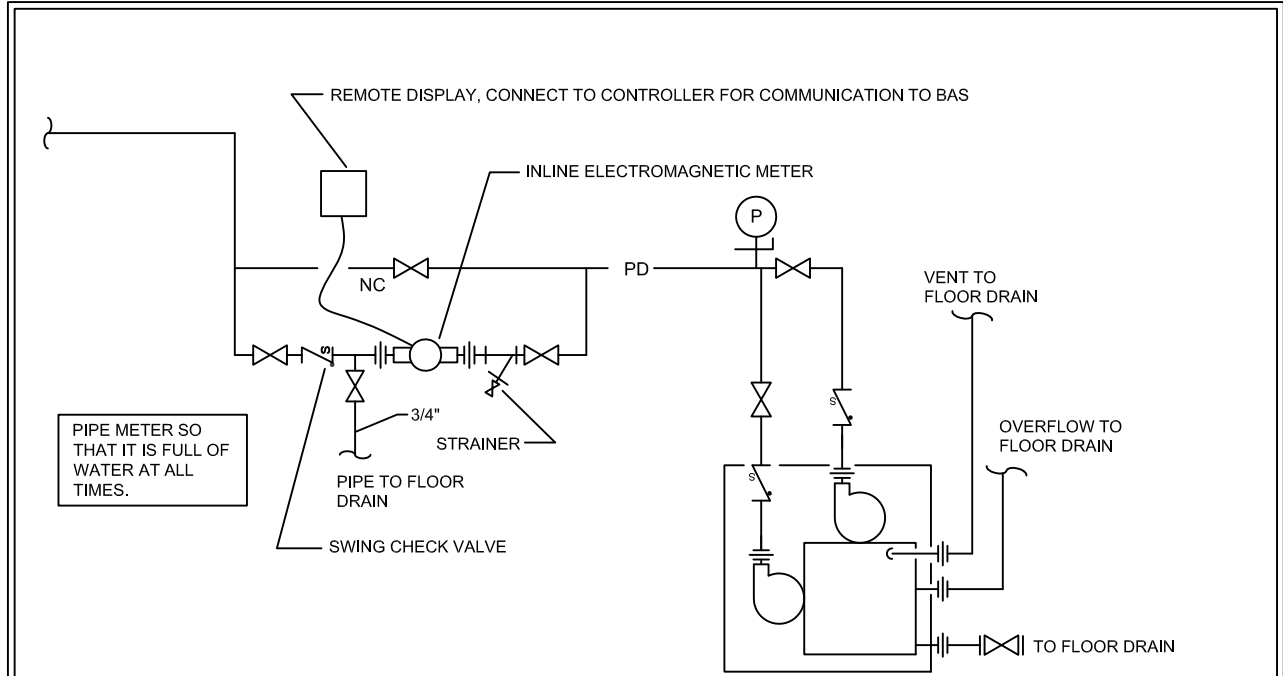 REMOTE DISPLAY, CONNECT TO CONTROLLER FOR COMMUNICATION TO BAS
INLINE ELECTROMAGNETIC METER
P
PD
NC
VENT TO
FLOOR DRAIN
S
3/4"
STRAINER
PIPE METER SO
THAT IT IS FULL OF
WATER AT ALL
TIMES.
PIPE TO FLOOR
DRAIN
S
OVERFLOW TO
FLOOR DRAIN
S
SWING CHECK VALVE
TO FLOOR DRAIN